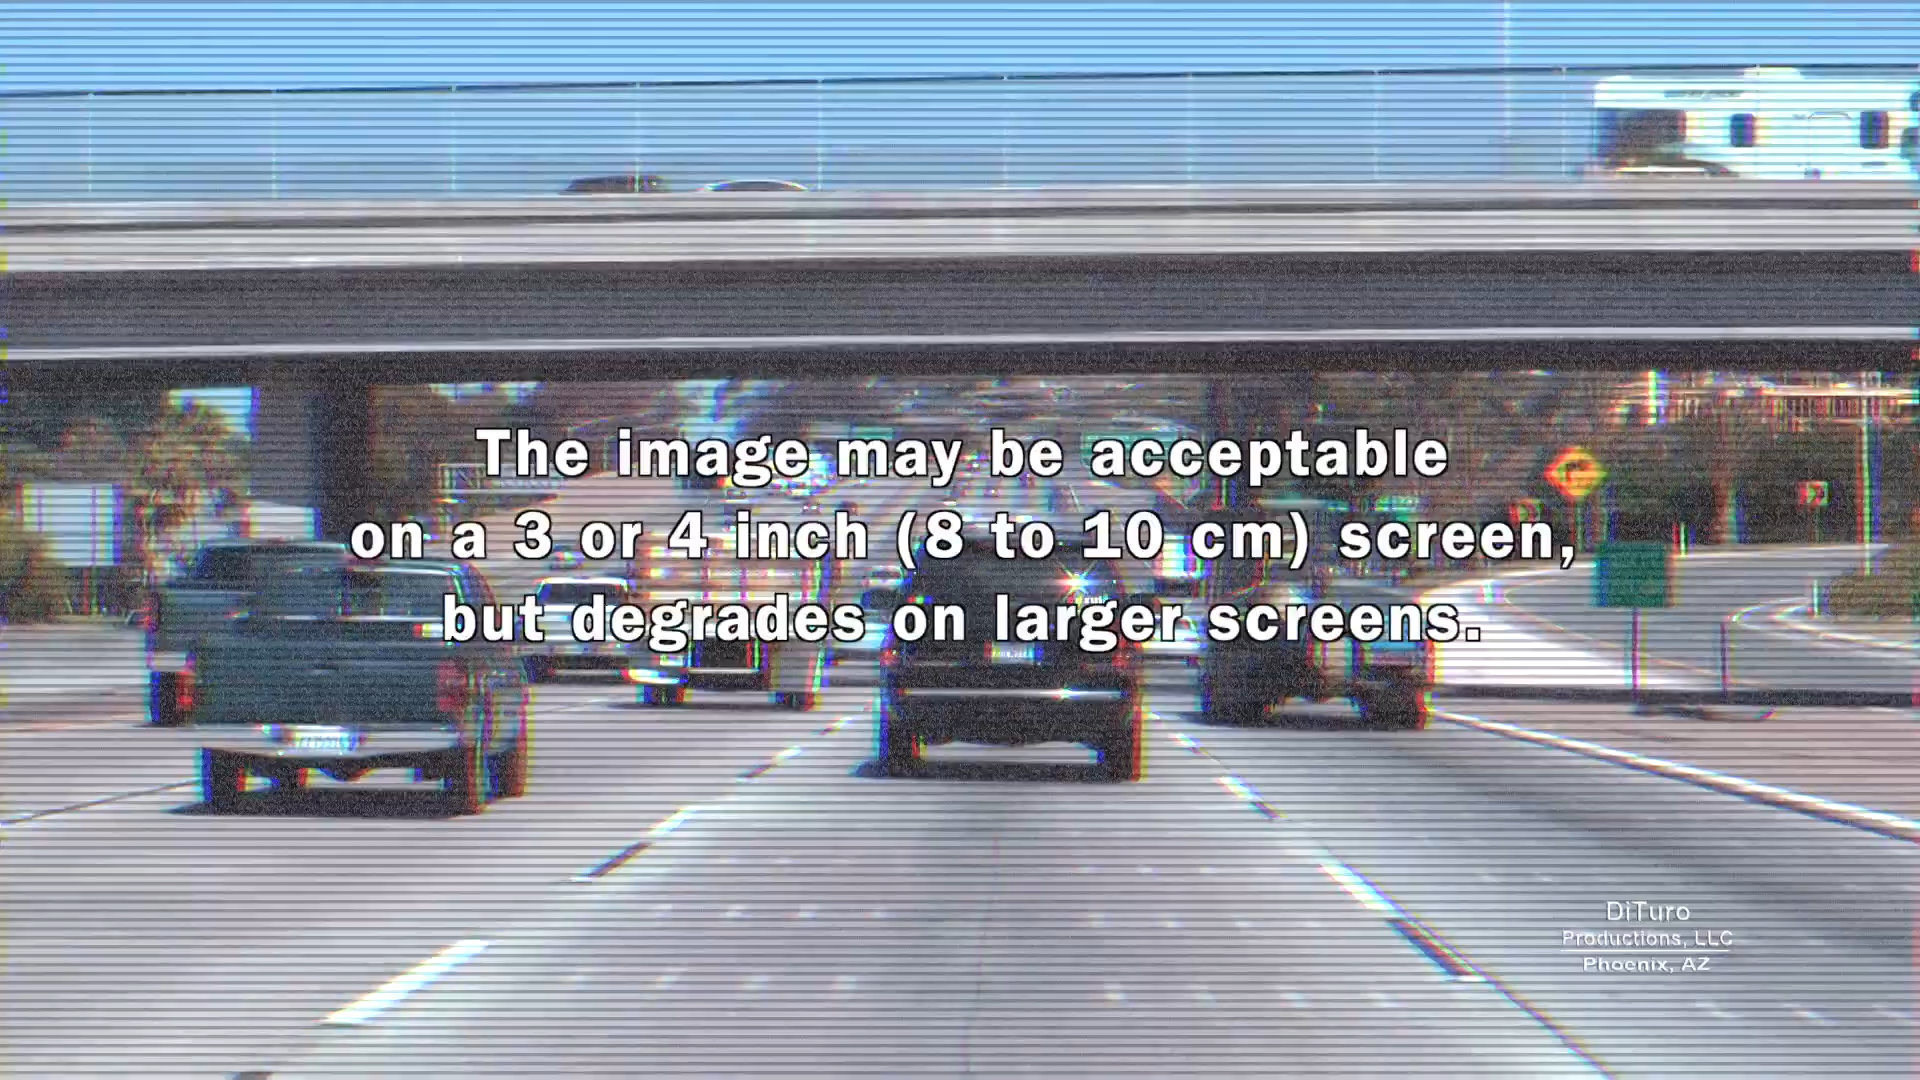 The image may be acceptable
on a 3 or 4 inch (8 to 10 cm) screen,
but degrades on larger screens.
DiTuro
Productions, LLC
Phoenix, AZ